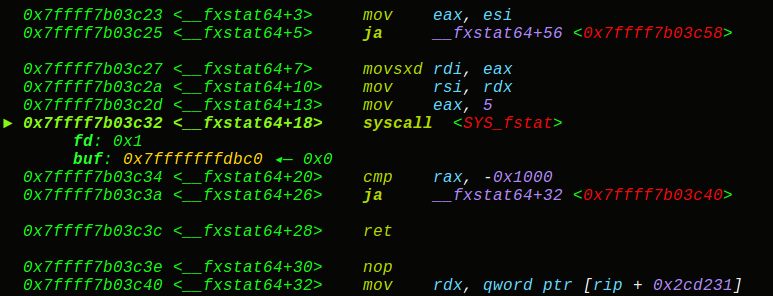 0x7ffff7b03c23 <__fxstat64+3> mov eax, esi
0x7ffff7b03c25 <__fxstat64+5> ja __fxstat64+56 <0x7ffff7b03c58>
0x7ffff7b03c27 <__fxstat64+7> movsxd rdi, eax
0x7ffff7b03c2a <__fxstat64+10> mov rsi, rdx
0x7ffff7b03c2d <__fxstat64+13> mov eax, 5
► 0x7ffff7b03c32 <__fxstat64+18> syscall <SYS_fstat>
fd: 0x1
buf: 0x7fffffffdbc0 ◂— 0x0
0x7ffff7b03c34 <__fxstat64+20> cmp rax, -0x1000
0x7ffff7b03c3a <__fxstat64+26> ja __fxstat64+32 <0x7ffff7b03c40>
0x7ffff7b03c3c <__fxstat64+28> ret
0x7ffff7b03c3e <__fxstat64+30> nop
0x7ffff7b03c40 <__fxstat64+32> mov rdx, qword ptr [rip + 0x2cd231]